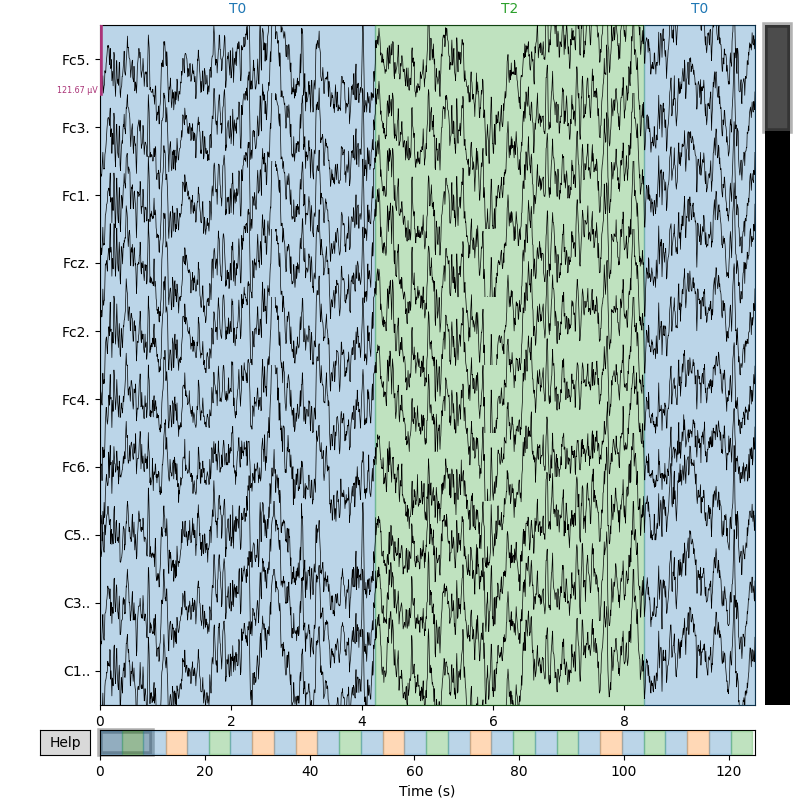 T0 T2 T0
Fc5.
121.67 µV
Fc3.
Fc1.
Fcz.
Fc2.
Fc4.
Fc6.
C5..
C3..
C1..
0 2 4 6 8
Help
0 20 40 60 80 100 120
Time (s)